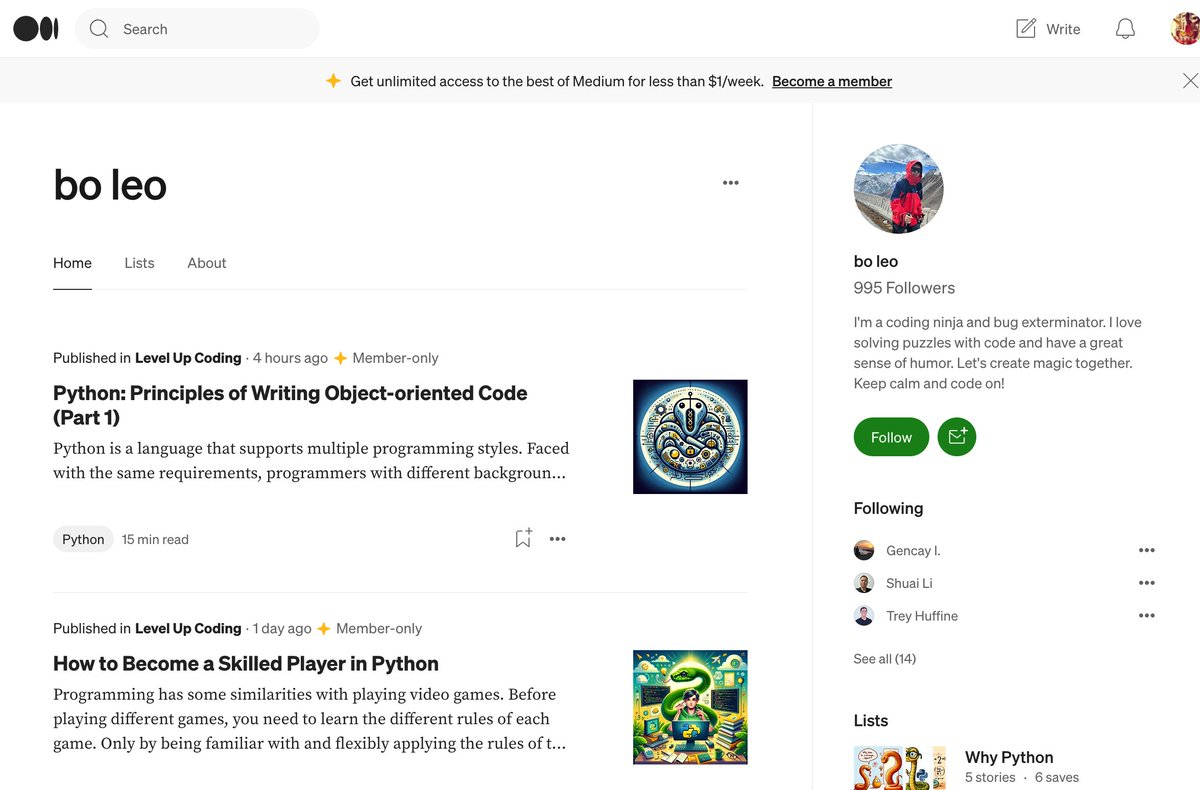 Search
Write
Get unlimited access to the best of Medium for less than $1/week. Become a member
bo leo
Home
Lists
About
Published in Level Up Coding · 4 hours ago Member-only
Python: Principles of Writing Object-oriented Code
(Part 1)
Python is a language that supports multiple programming styles. Faced
with the same requirements, programmers with different backgroun...
Python
15 min read
Published in Level Up Coding · 1 day ago Member-only
How to Become a Skilled Player in Python
Programming has some similarities with playing video games. Before
playing different games, you need to learn the different rules of each
game. Only by being familiar with and flexibly applying the rules of t...
bo leo
995 Followers
I'm a coding ninja and bug exterminator. I love
solving puzzles with code and have a great
sense of humor. Let's create magic together.
Keep calm and code on!
Follow
Following
Gencay I.
Shuai Li
Trey Huffine
See all (14)
Lists
Why Python
5 stories · 6 saves